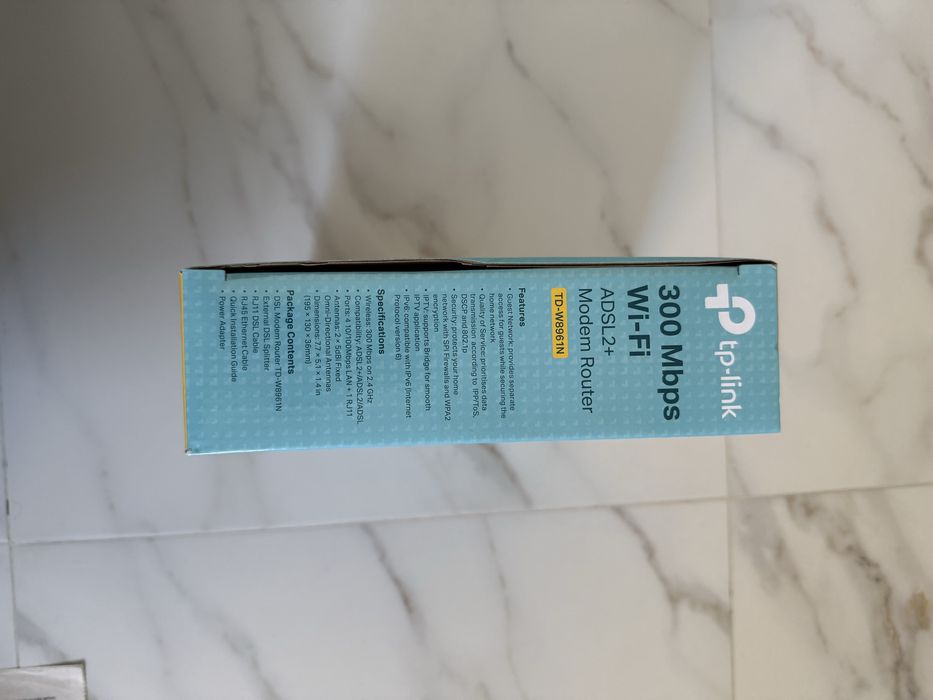 tp-link
300 Mbps
Wi-Fi
ADSL2+
Modem Router
TD-W8961N
Features
• Guest Network: provides separate
access for guests while securing the
home network
• Quality of Service: prioritises data
transmission according to IPP/ToS,
DSCP and 802.1p
• Security: protects your home
network with SPI Firewalls and WPA2
encryption
• IPTV: supports Bridge for smooth
IPTV application
• IPv6: compatible with IPv6 (Internet
Protocol version 6)
Specifications
• Wireless: 300 Mbps on 2.4 GHz
• Compatibility: ADSL2+/ADSL2/ADSL
• Ports: 4 10/100Mbps LAN + 1 RJ11
• Antennas: 2 × 5dBi Fixed
Omni-Directional Antennas
• Dimensions: 7.7 × 5.1 × 1.4 in
(195 × 130 × 36mm)
Package Contents
• DSL Modem Router TD-W8961N
• External DSL Splitter
• RJ11 DSL Cable
• RJ45 Ethernet Cable
• Quick Installation Guide
• Power Adapter